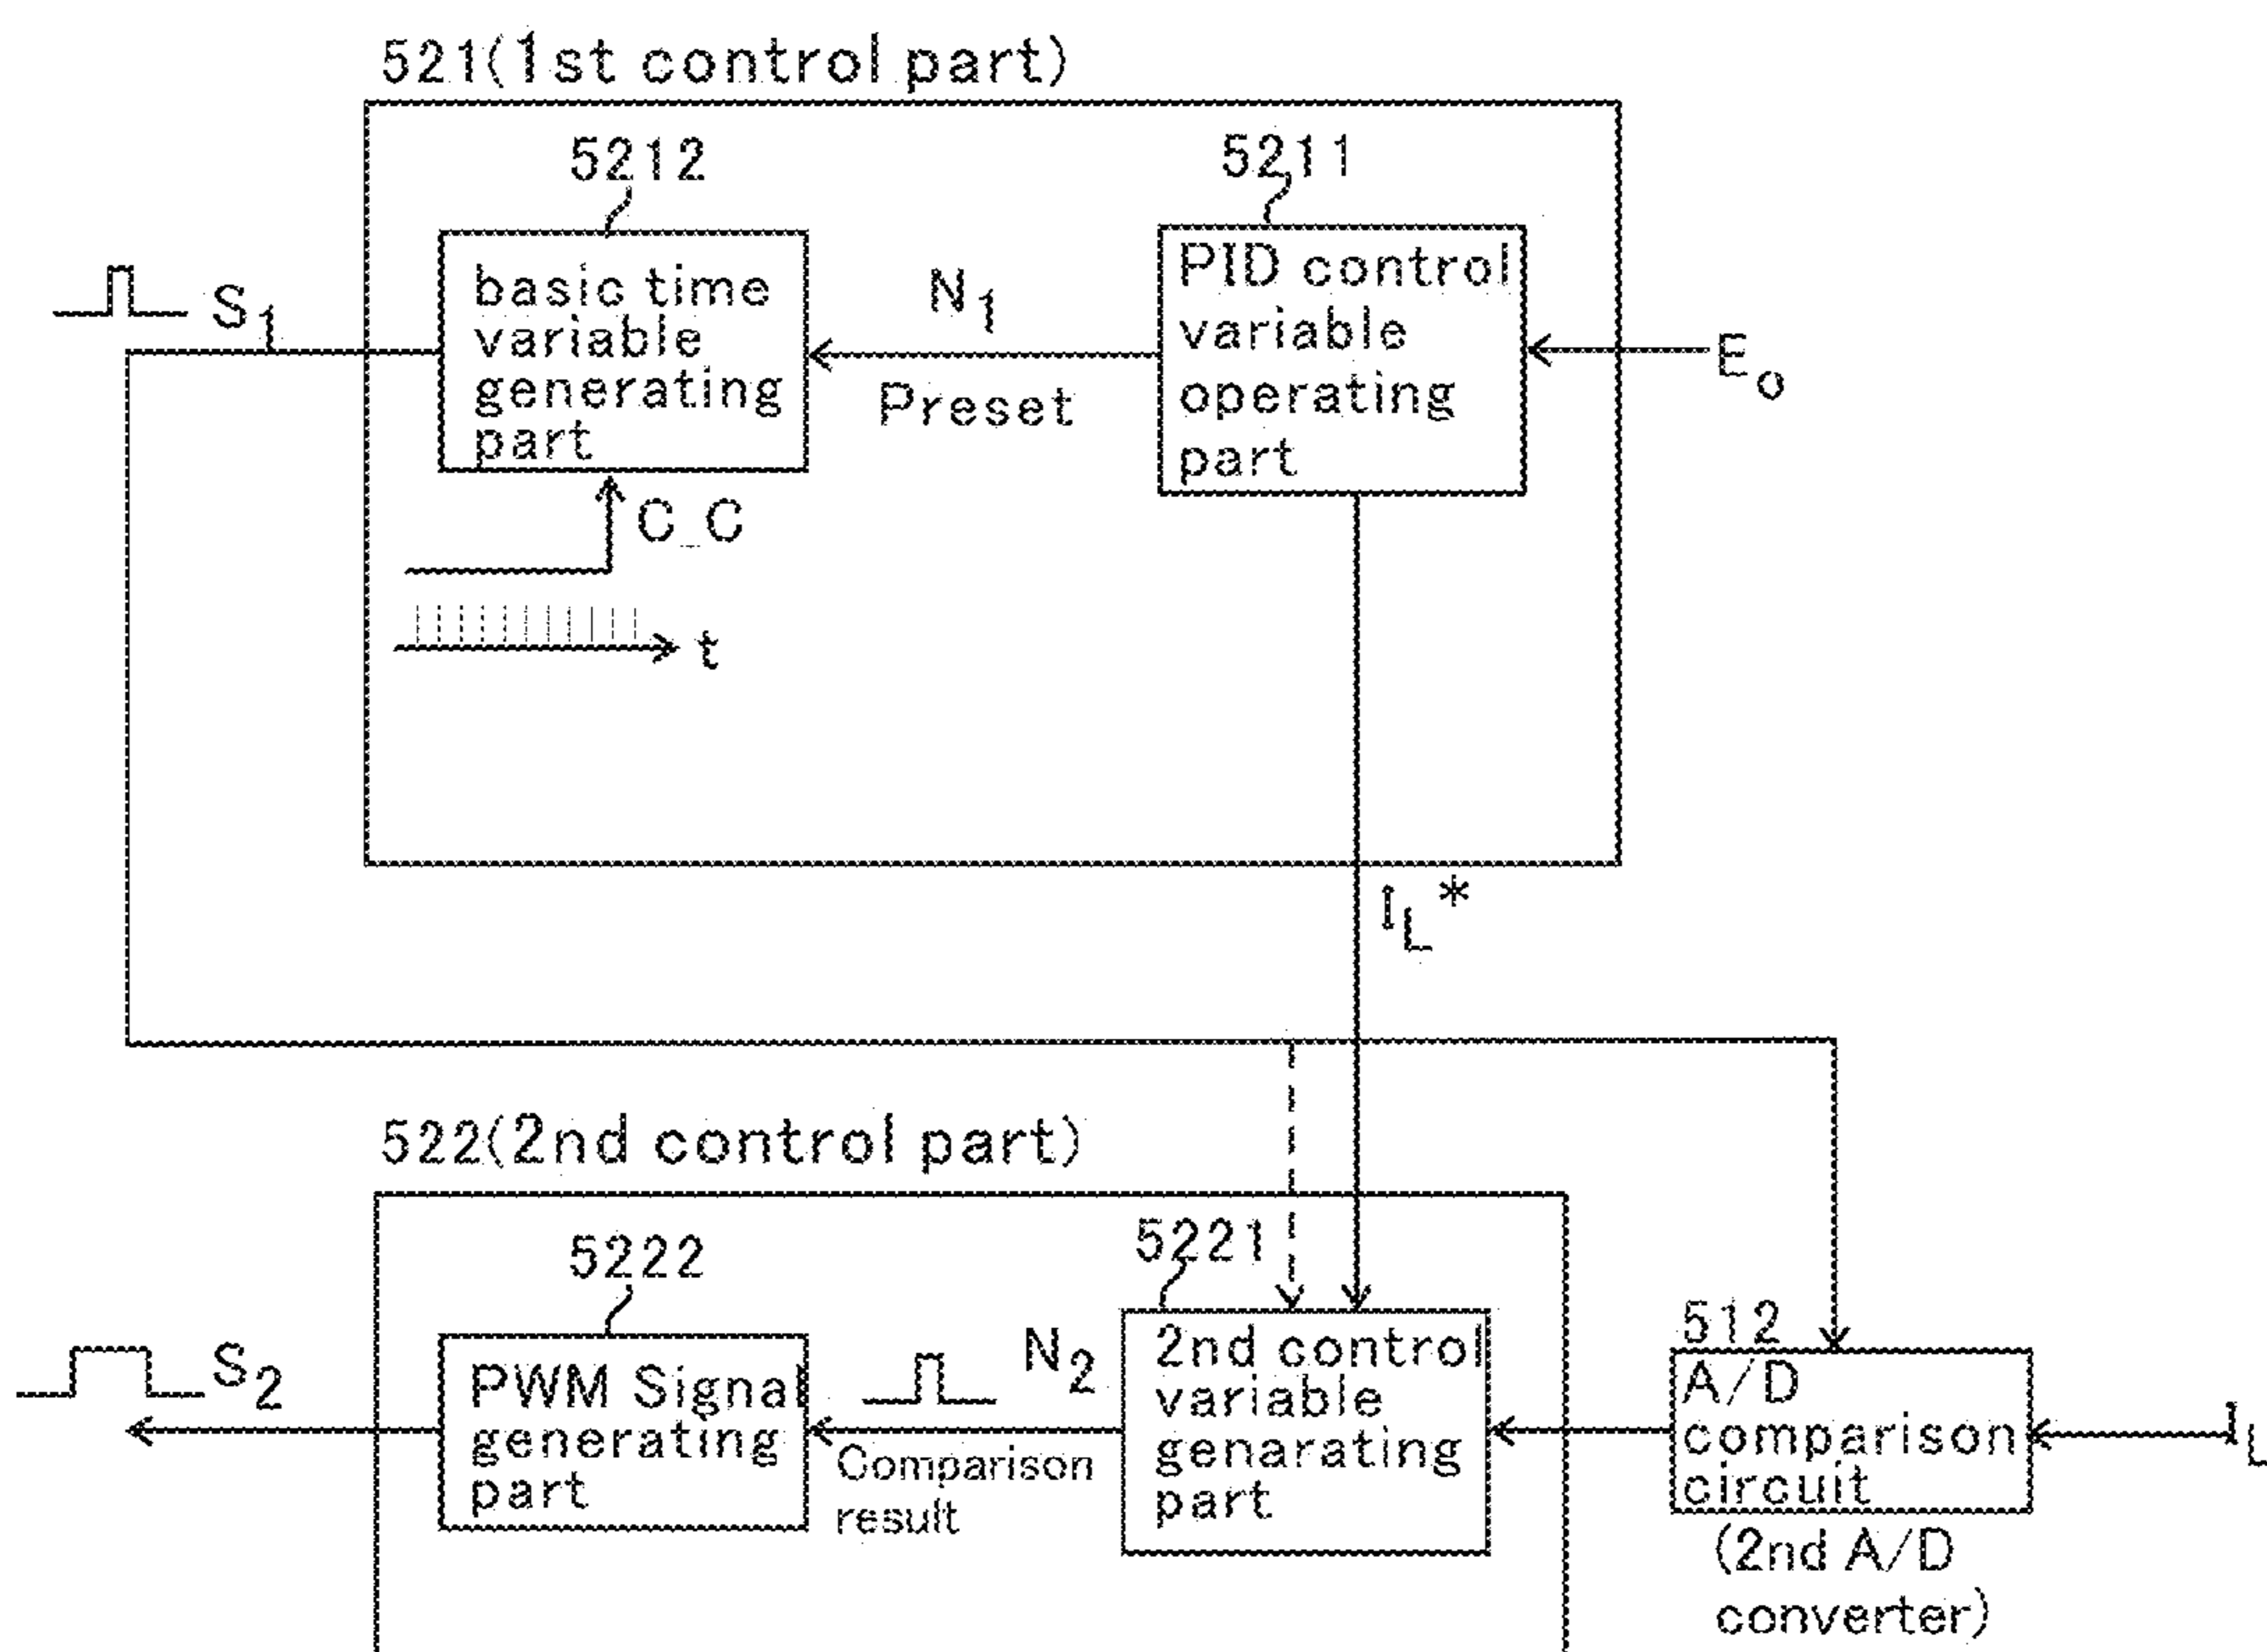 521(1st control part)
5212
5211
basic time
variable
generating
part
PID control
variable
operating
part
N1
Preset
S1
Eo
C_C
t
IL*
522(2nd control part)
5222
5221
512
PWM Signal
generating
part
N2
Comparison
result
2nd control
variable
genarating
part
A/D
comparison
circuit
(2nd A/D
converter)
S2
IL